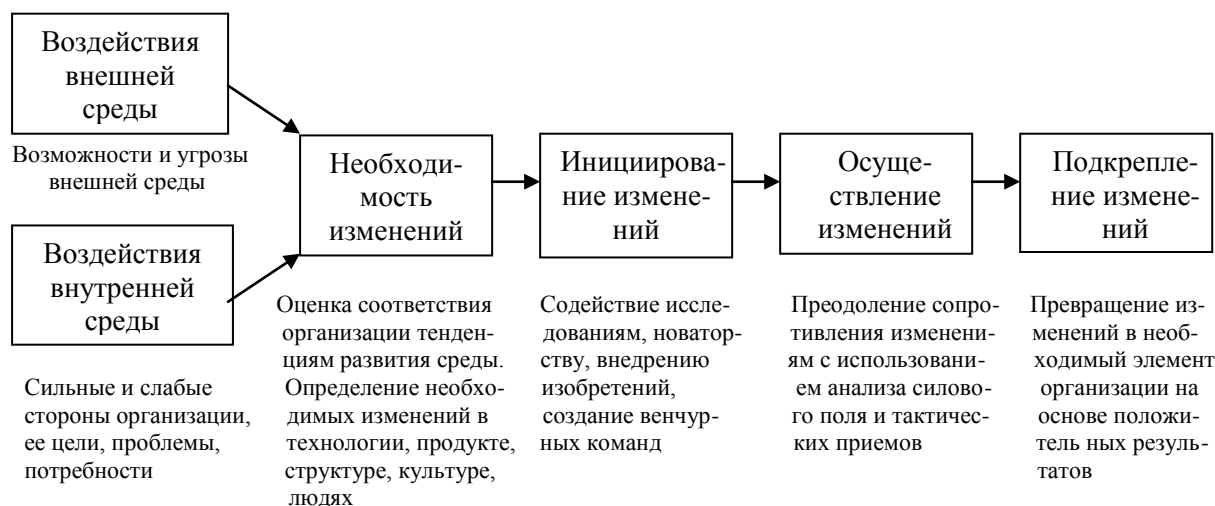 Воздействия
внешней
среды
Возможности и угрозы
внешней среды
Воздействия
внутренней
среды
Сильные и слабые
стороны организации,
ее цели, проблемы,
потребности
Необходи-
мость
изменений
Оценка соответствия
организации тенден-
циям развития среды.
Определение необхо-
димых изменений в
технологии, продукте,
структуре, культуре,
людях
Инициирова-
ние измене-
ний
Содействие иссле-
дованиям, новатор-
ству, внедрению
изобретений,
создание венчур-
ных команд
Осуще-
ствление
изменений
Преодоление сопро-
тивления изменени-
ям с использовани-
ем анализа силово-
го поля и тактичес-
ких приемов
Подкрепле-
ние измене-
ний
Превращение из-
менений в необ-
ходимый элемент
организации на
основе положи-
тель ных резуль-
татов